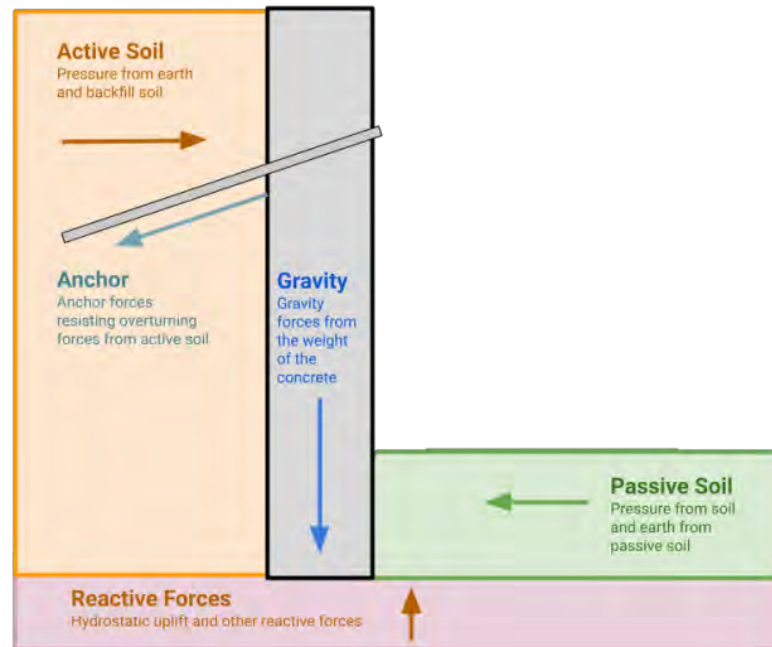 Active Soil
Pressure from earth
and backfill soil
Anchor
Anchor forces
resisting overturning
forces from active soil
Gravity
Gravity
forces from
the weight
of the
concrete
Passive Soil
Pressure from soil
and earth from
passive soil
Reactive Forces
Hydrostatic uplift and other reactive forces